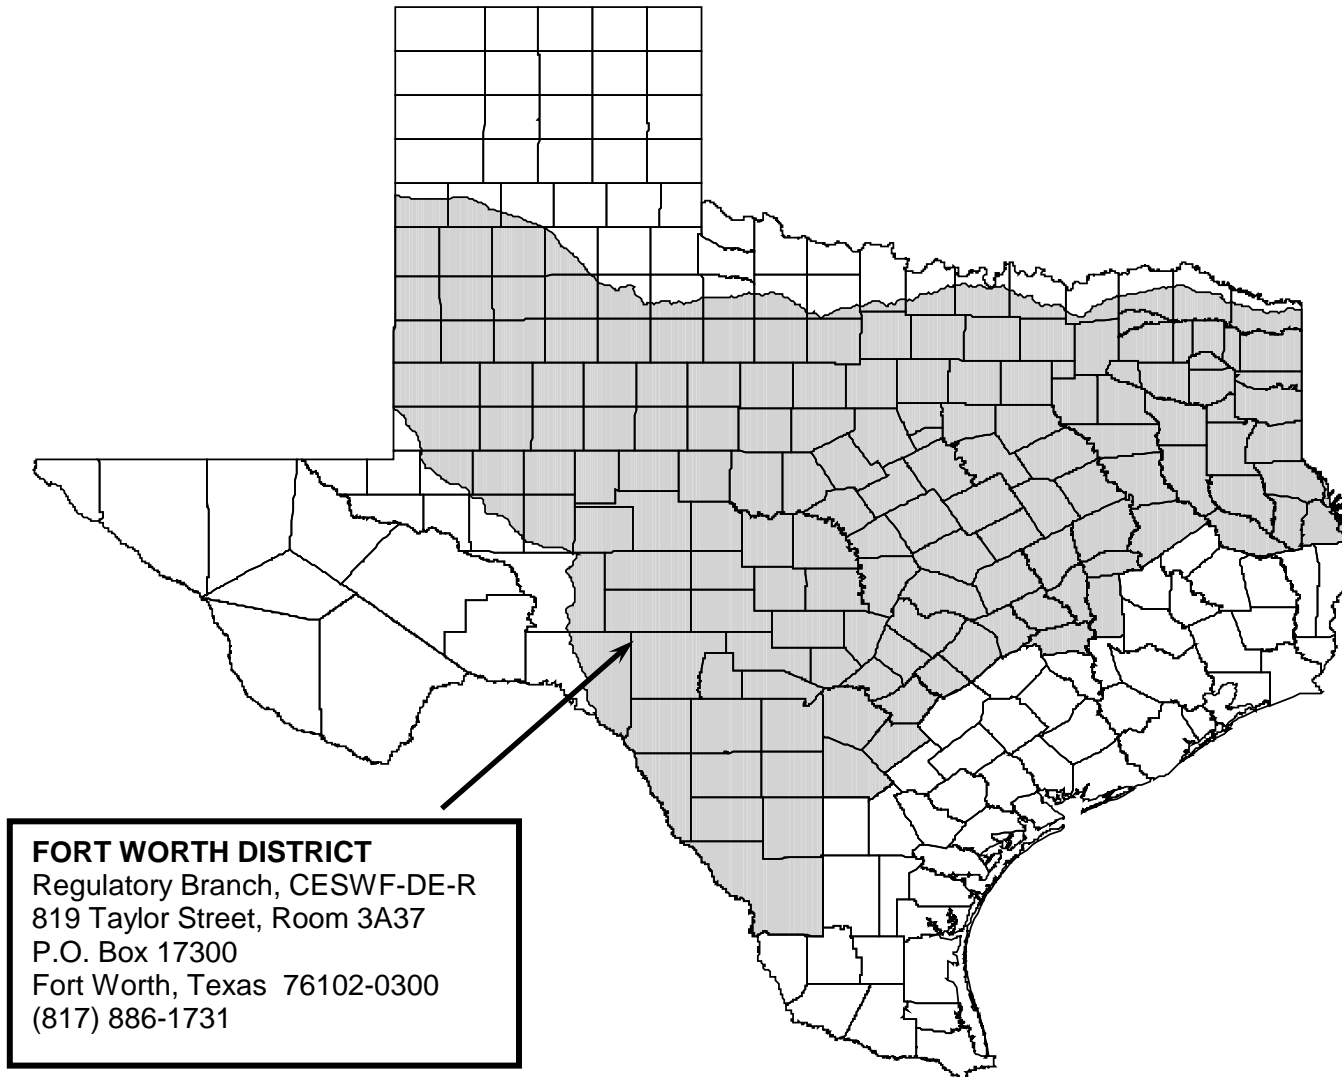 FORT WORTH DISTRICT
Regulatory Branch, CESWF-DE-R
819 Taylor Street, Room 3A37
P.O. Box 17300
Fort Worth, Texas  76102-0300
(817) 886-1731